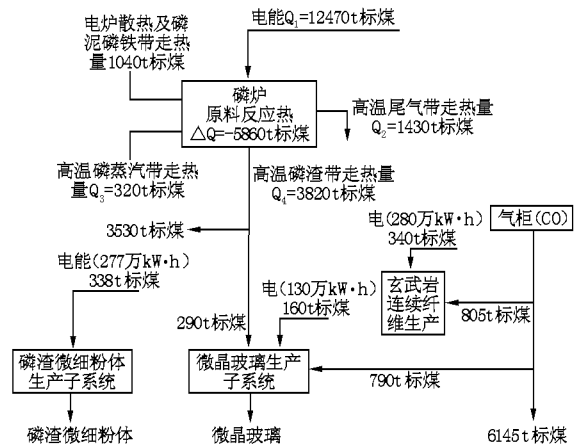 电炉散热及磷
泥磷铁带走热
量1040t标煤
电能Q₁=12470t标煤
磷炉
原料反应热
△Q=-5860t标煤
高温尾气带走热量
Q₂=1430t标煤
高温磷蒸汽带走热
量Q₃=320t标煤
高温磷渣带走热量
Q₄=3820t标煤
3530t标煤
电(280万kW·h)
340t标煤
气柜(CO)
电能(277万kW·h)
338t标煤
电(130万kW·h)
160t标煤
玄武岩
连续纤
维生产
805t标煤
290t标煤
磷渣微细粉体
生产子系统
微晶玻璃生产
子系统
790t标煤
磷渣微细粉体
微晶玻璃
6145t标煤